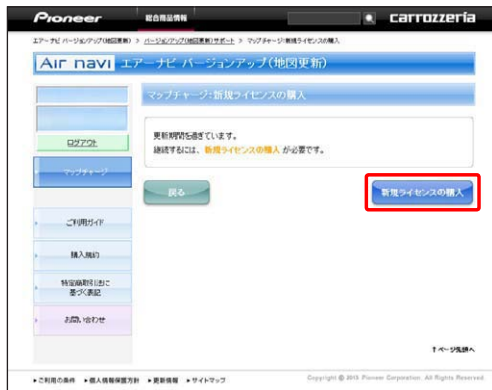 Pioneer
総合商品情報
carrozzeria
エアーナビ バージョンアップ(地図更新) > バージョンアップ(地図更新)サポート > マップチャージ:新規ライセンスの購入
Air navi エアーナビ バージョンアップ(地図更新)
マップチャージ:新規ライセンスの購入
ログアウト
更新期間を過ぎています。
継続するには、新規ライセンスの購入 が必要です。
マップチャージ
戻る
新規ライセンスの購入
ご利用ガイド
購入規約
特定商取引法に
基づく表記
お問い合わせ
↑ページ先頭へ
▸ご利用の条件 ▸個人情報保護方針 ▸更新情報 ▸サイトマップ
Pioneer Corporation. All Rights Reserved.